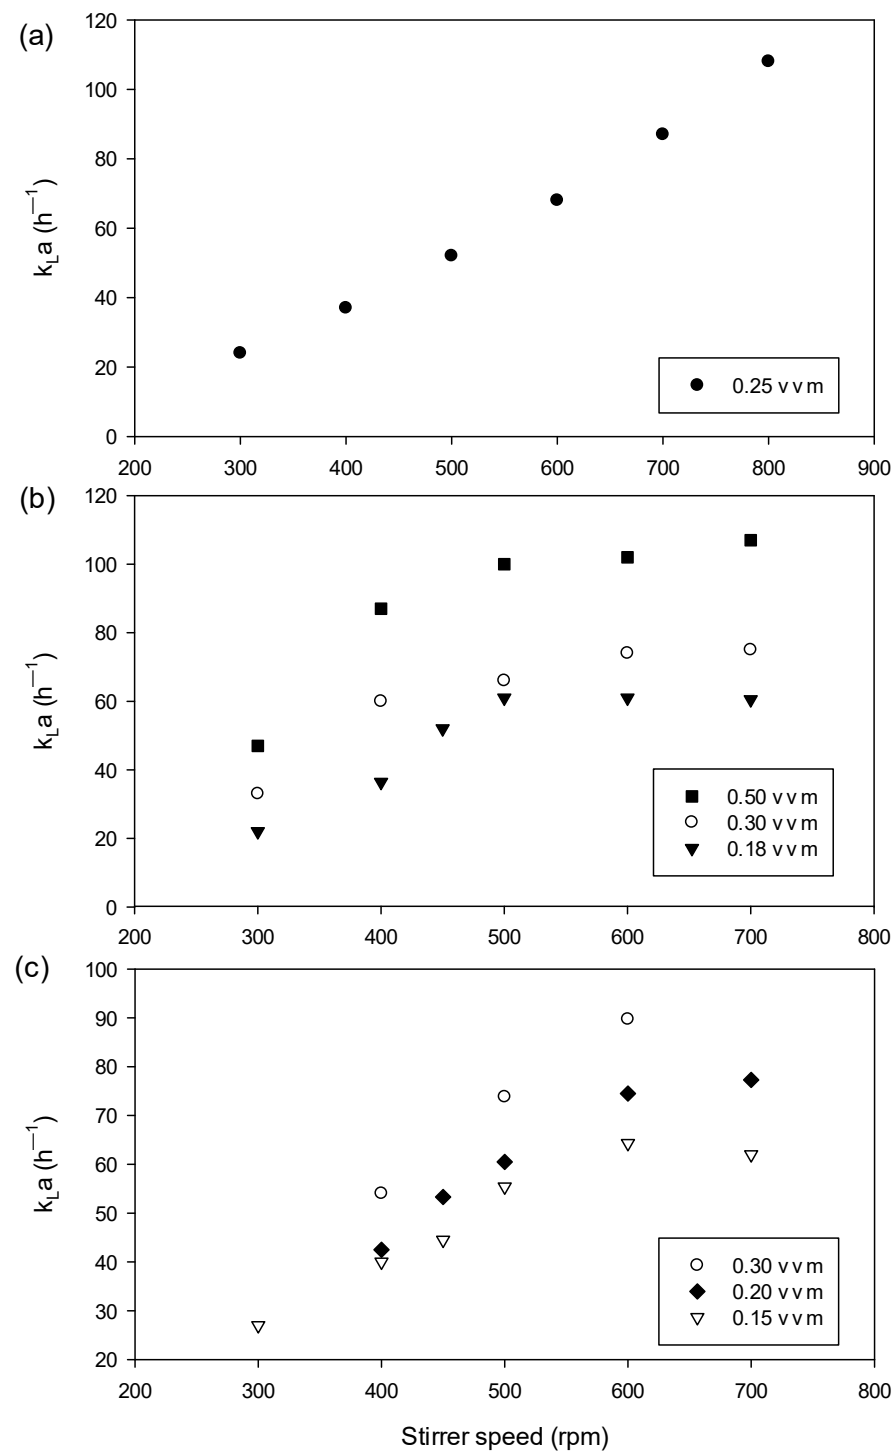 (a)
120
100
80
60
40
20
0
kLa (h—1)
0.25 v v m
200 300 400 500 600 700 800 900
(b)
120
100
80
60
40
20
0
kLa (h—1)
0.50 v v m
0.30 v v m
0.18 v v m
200 300 400 500 600 700 800
(c)
100
90
80
70
60
50
40
30
20
kLa (h—1)
0.30 v v m
0.20 v v m
0.15 v v m
200 300 400 500 600 700 800
Stirrer speed (rpm)